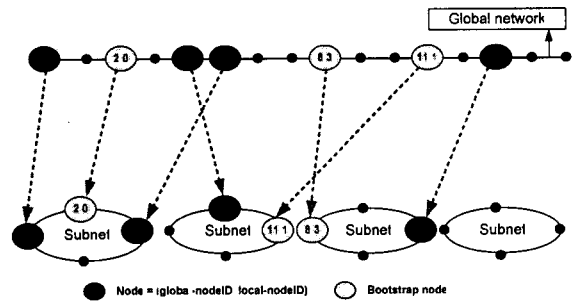 Global network
2 0
8 3
11 1
2 0
Subnet
Subnet
11 1
8 3
Subnet
Subnet
Node = (globa -nodeID local-nodeID)
Bootstrap node